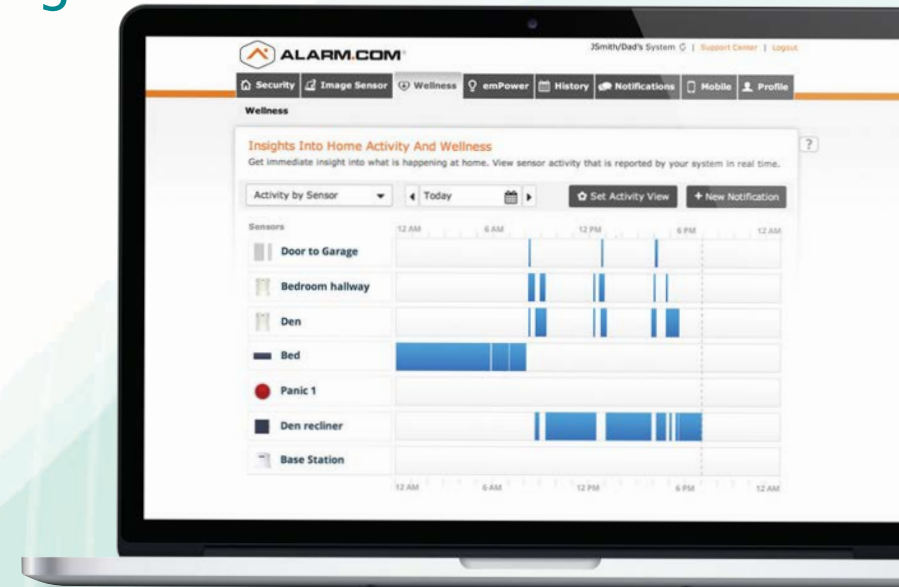 JSmith/Dad's System | Support Center | Logout
ALARM.COM
Security Image Sensor Wellness emPower History Notifications Mobile Profile
Wellness
Insights Into Home Activity And Wellness
?
Get immediate insight into what is happening at home. View sensor activity that is reported by your system in real time.
Activity by Sensor Today Set Activity View + New Notification
Sensors 12 AM 6 AM 12 PM 6 PM 12 AM
Door to Garage
Bedroom hallway
Den
Bed
Panic 1
Den recliner
Base Station
12 AM 6 AM 12 PM 6 PM 12 AM